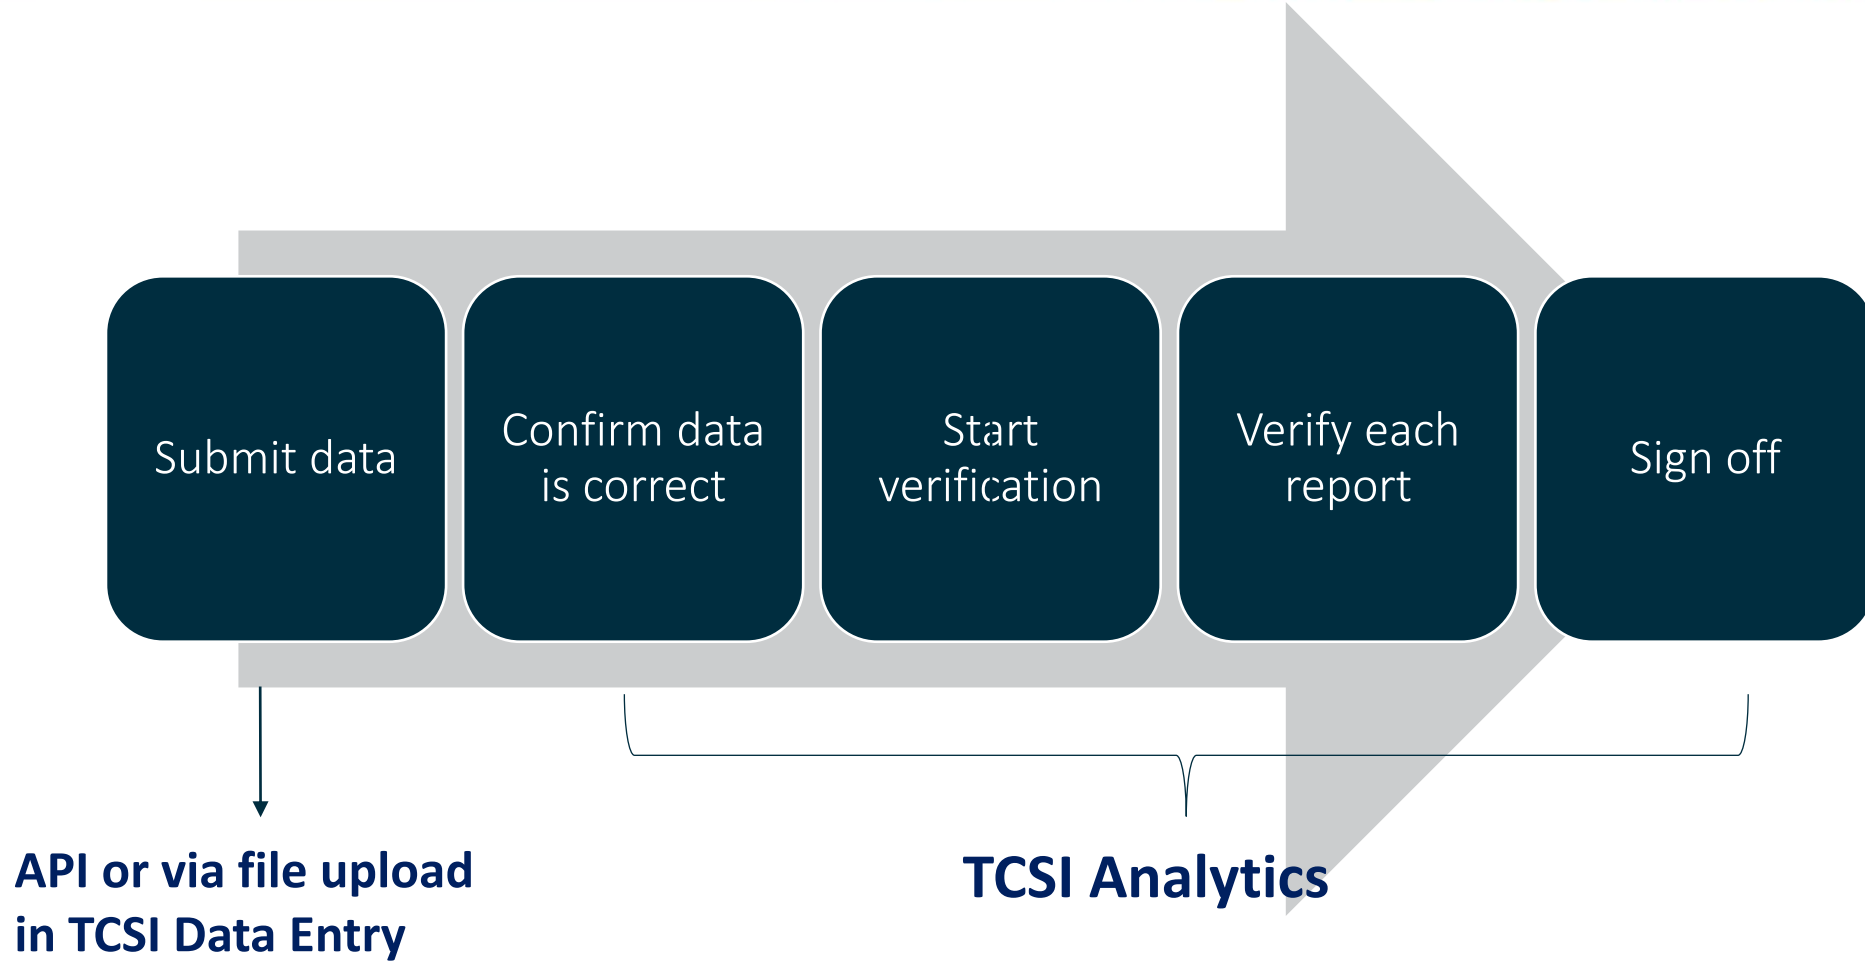 Submit data
Confirm data
is correct
Start
verification
Verify each
report
Sign off
API or via file upload
in TCSI Data Entry
TCSI Analytics